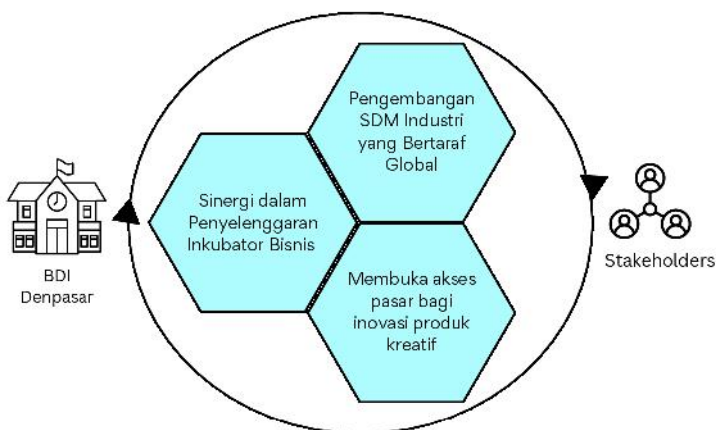 Pengembangan
SDM Industri
yang Bertaraf
Global
Sinergi dalam
Penyelenggaran
Inkubator Bisnis
Membuka akses
pasar bagi
inovasi produk
kreatif
BDI
Denpasar
Stakeholders